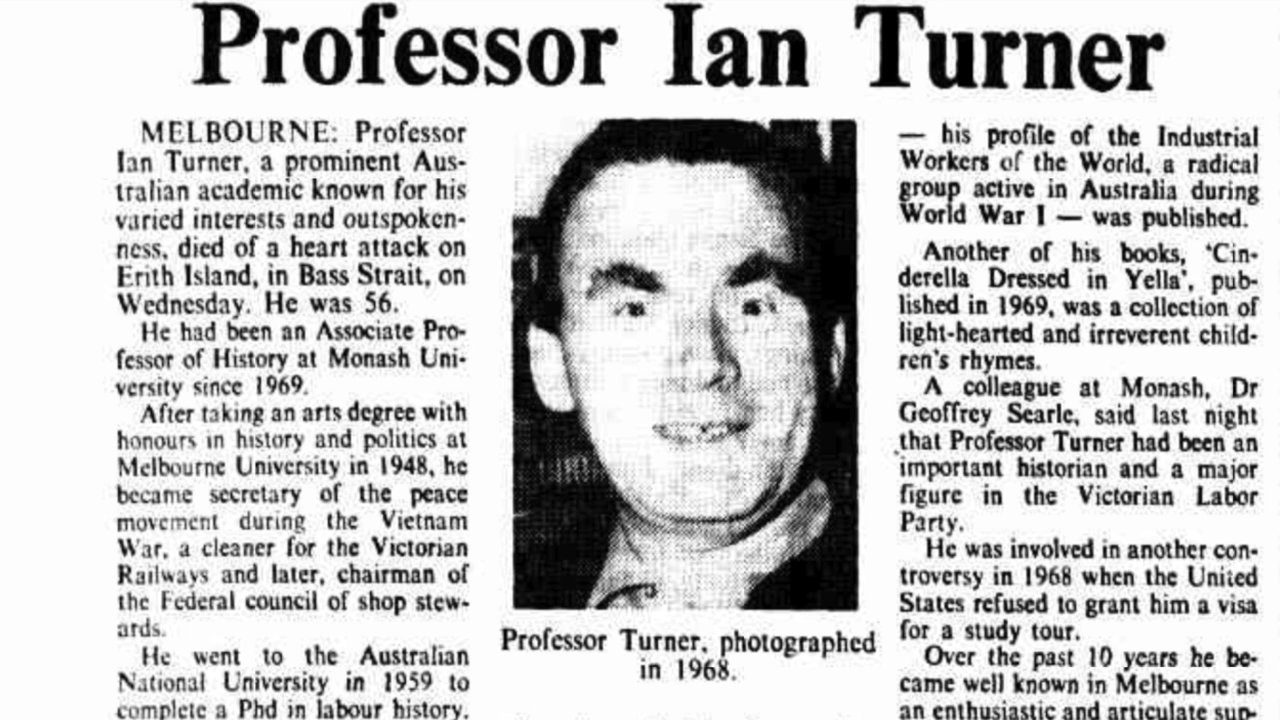 Professor Ian Turner
MELBOURNE: Professor
Ian Turner, a prominent Aus-
tralian academic known for his
varied interests and outspoken-
ness, died of a heart attack on
Erith Island, in Bass Strait, on
Wednesday. He was 56.
He had been an Associate Pro-
fessor of History at Monash Uni-
versity since 1969.
After taking an arts degree with
honours in history and politics at
Melbourne University in 1948, he
became secretary of the peace
movement during the Vietnam
War, a cleaner for the Victorian
Railways and later, chairman of
the Federal council of shop stew-
ards.
He went to the Australian
National University in 1959 to
complete a Phd in labour history.
Professor Turner, photographed
in 1968.
— his profile of the Industrial
Workers of the World, a radical
group active in Australia during
World War I — was published.
Another of his books, 'Cin-
derella Dressed in Yella', pub-
lished in 1969, was a collection of
light-hearted and irreverent child-
ren's rhymes.
A colleague at Monash, Dr
Geoffrey Searle, said last night
that Professor Turner had been an
important historian and a major
figure in the Victorian Labor
Party.
He was involved in another con-
troversy in 1968 when the United
States refused to grant him a visa
for a study tour.
Over the past 10 years he be-
came well known in Melbourne as
an enthusiastic and articulate sup-